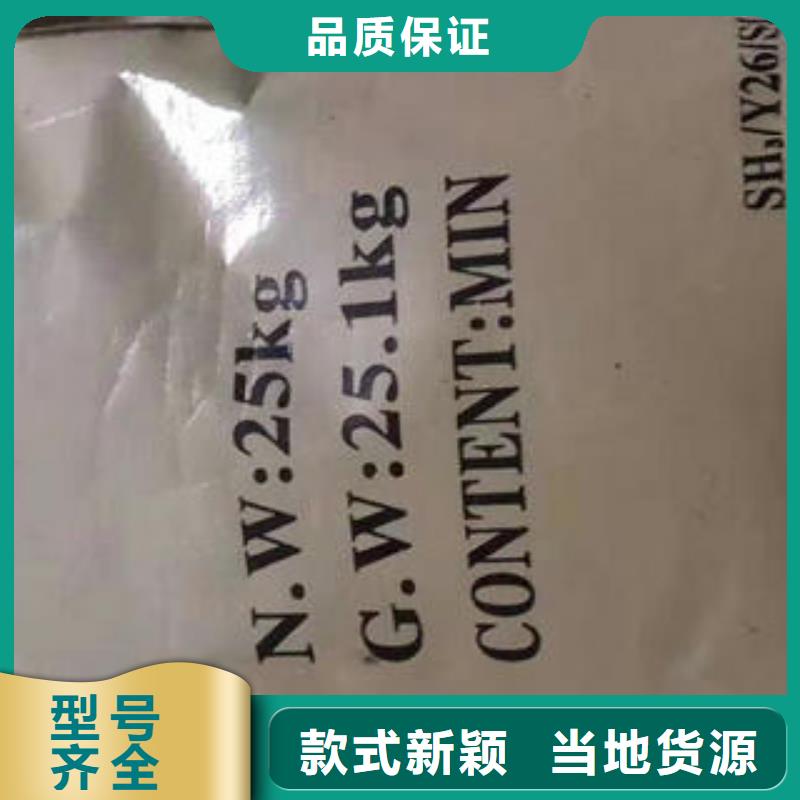 品质保证
N.W:25kg
G.W:25.1kg
CONTENT:MIN
型号
齐全
款式新颖 当地货源